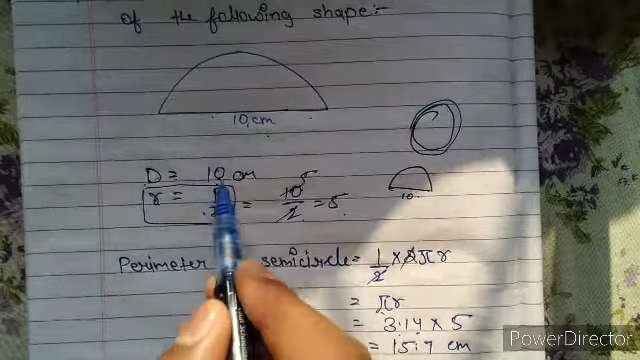 of the following shape:-
10 cm
D = 10 cm
r = = 10/2 = 5
5
10
Perimeter semicircle = 1/2 × 2πr
= πr
= 3.14 × 5
= 15.7 cm
PowerDirector